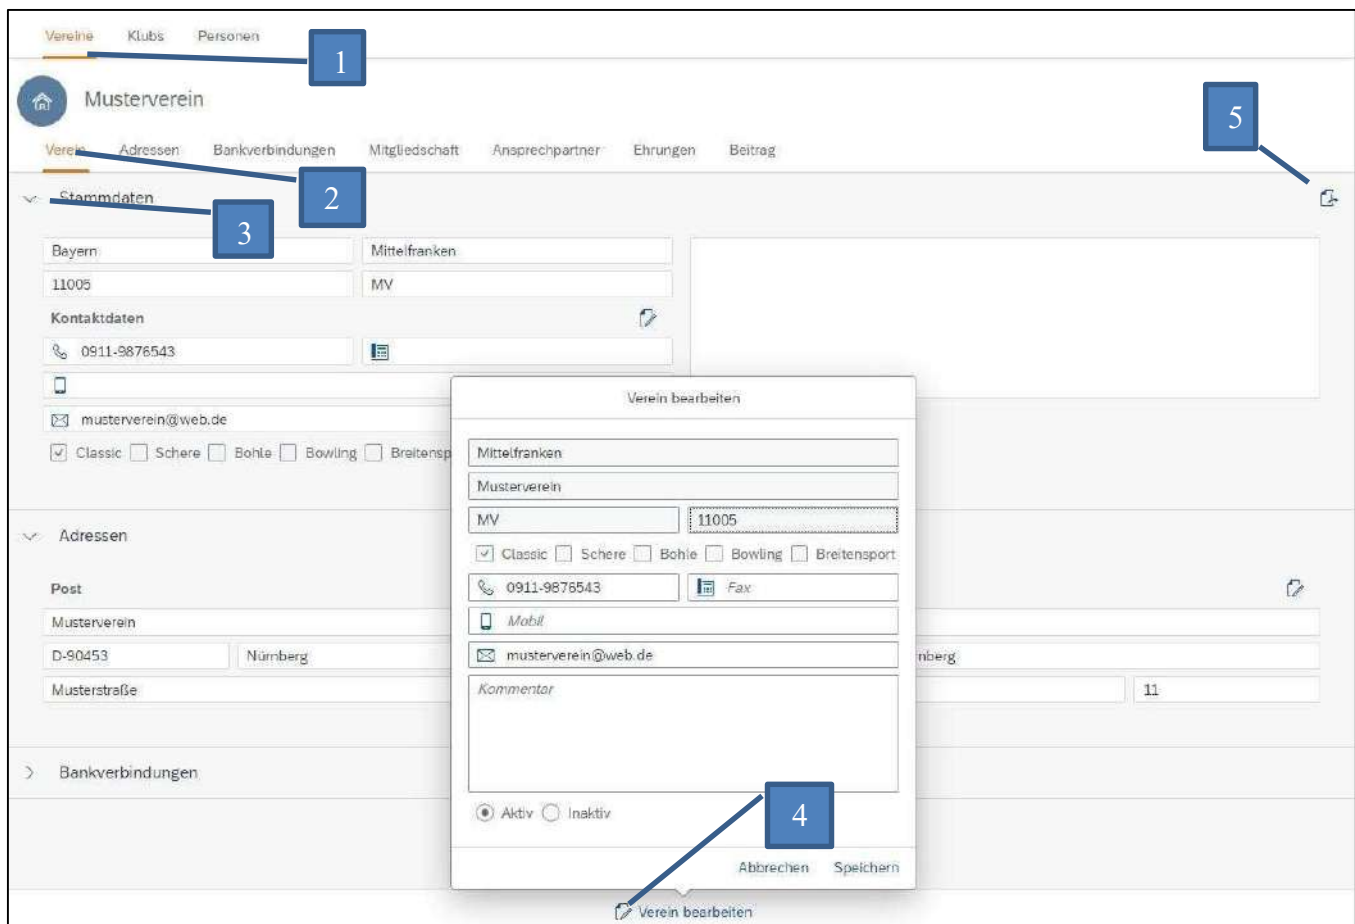 Vereine Klubs Personen
1
Musterverein
5
Verein Adressen Bankverbindungen Mitgliedschaft Ansprechpartner Ehrungen Beitrag
2
Stammdaten
3
Bayern Mittelfranken
11005 MV
Kontaktdaten
0911-9876543
musterverein@web.de
Classic Schere Bohle Bowling Breitensp
Verein bearbeiten
Mittelfranken
Musterverein
MV 11005
Classic Schere Bohle Bowling Breitensport
0911-9876543 Fax
Mobil
musterverein@web.de
Kommentar
Aktiv Inaktiv
4
Abbrechen Speichern
Adressen
Post
Musterverein
D-90453 Nürnberg nberg
Musterstraße 11
Bankverbindungen
Verein bearbeiten